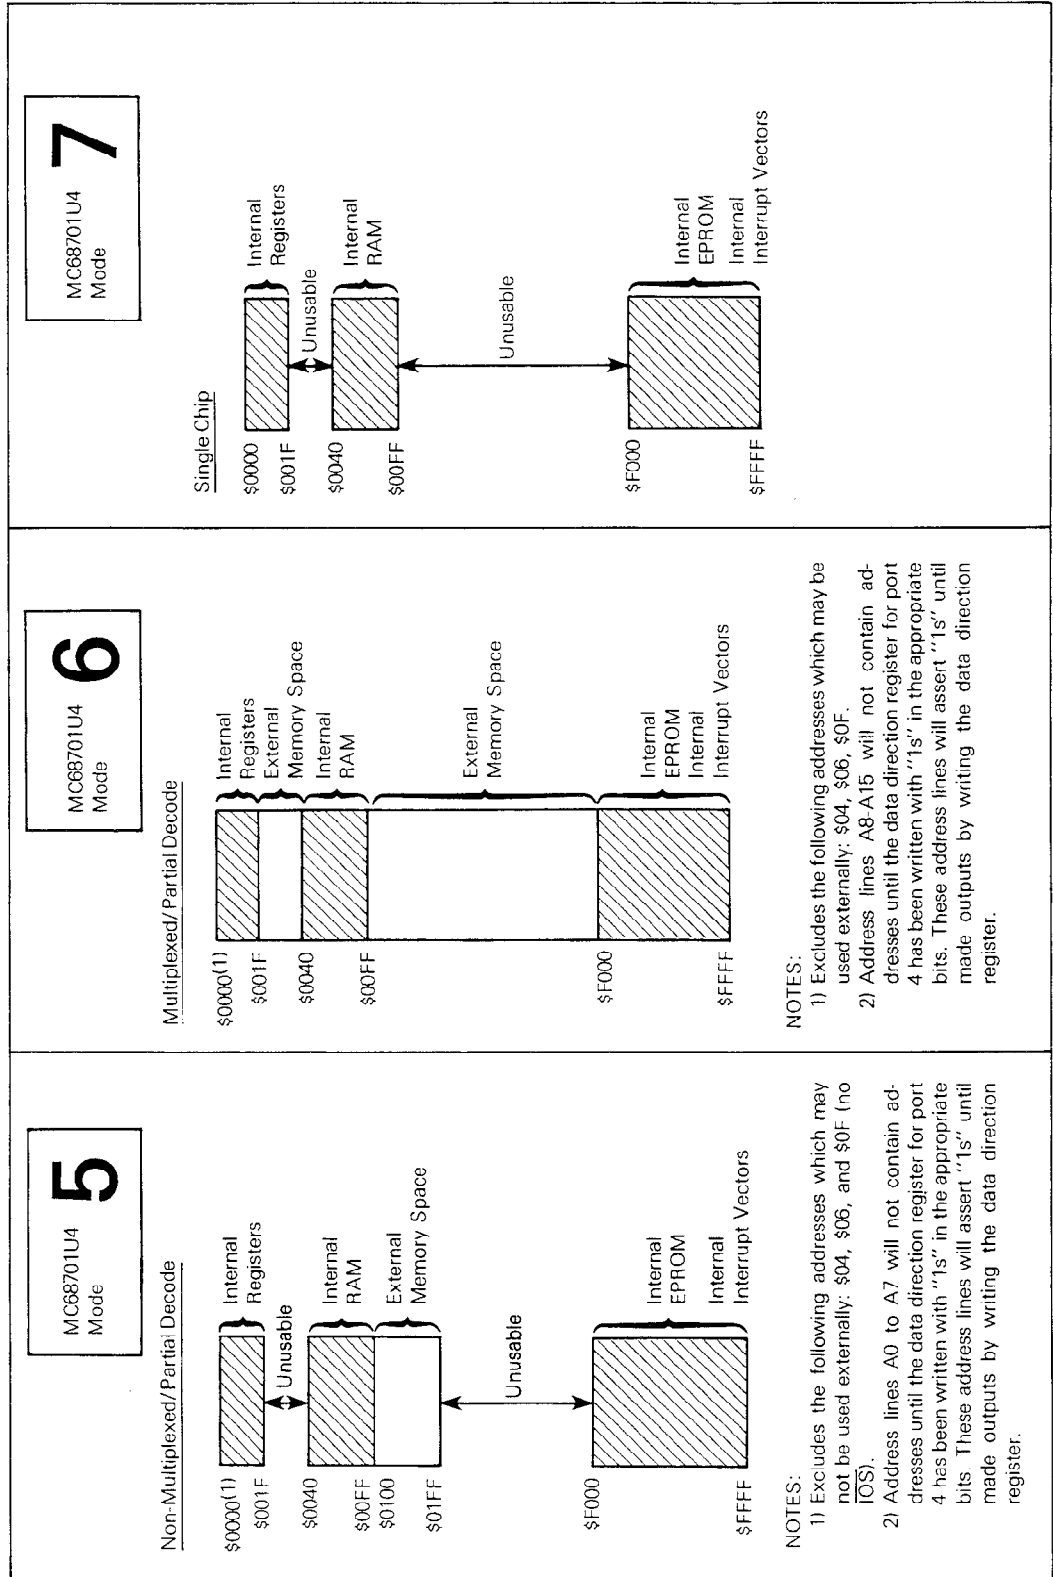 MC68701U4
Mode 5
Non-Multiplexed/Partial Decode
$0000(1)
$001F
$0040
$00FF
$0100
$01FF
$F000
$FFFF
Internal
Registers
Unusable
Internal
RAM
External
Memory Space
Unusable
Internal
EPROM
Internal
Interrupt Vectors
NOTES:
1) Excludes the following addresses which may
not be used externally: $04, $06, and $0F (no
IOS).
2) Address lines A0 to A7 will not contain ad-
dresses until the data direction register for port
4 has been written with "1s" in the appropriate
bits. These address lines will assert "1s" until
made outputs by writing the data direction
register.
MC68701U4
Mode 6
Multiplexed/Partial Decode
$0000(1)
$001F
$0040
$00FF
$F000
$FFFF
Internal
Registers
External
Memory Space
Internal
RAM
External
Memory Space
Internal
EPROM
Internal
Interrupt Vectors
NOTES:
1) Excludes the following addresses which may be
used externally: $04, $06, $0F.
2) Address lines A8-A15 will not contain ad-
dresses until the data direction register for port
4 has been written with "1s" in the appropriate
bits. These address lines will assert "1s" until
made outputs by writing the data direction
register.
MC68701U4
Mode 7
Single Chip
$0000
$001F
$0040
$00FF
$F000
$FFFF
Internal
Registers
Unusable
Internal
RAM
Unusable
Internal
EPROM
Internal
Interrupt Vectors